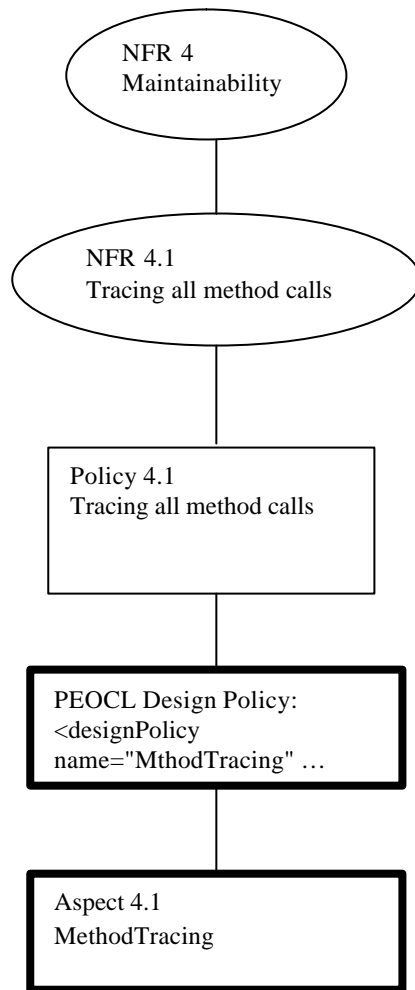 NFR 4
Maintainability
NFR 4.1
Tracing all method calls
Policy 4.1
Tracing all method calls
PEOCL Design Policy:
<designPolicy
name="MthodTracing" …
Aspect 4.1
MethodTracing